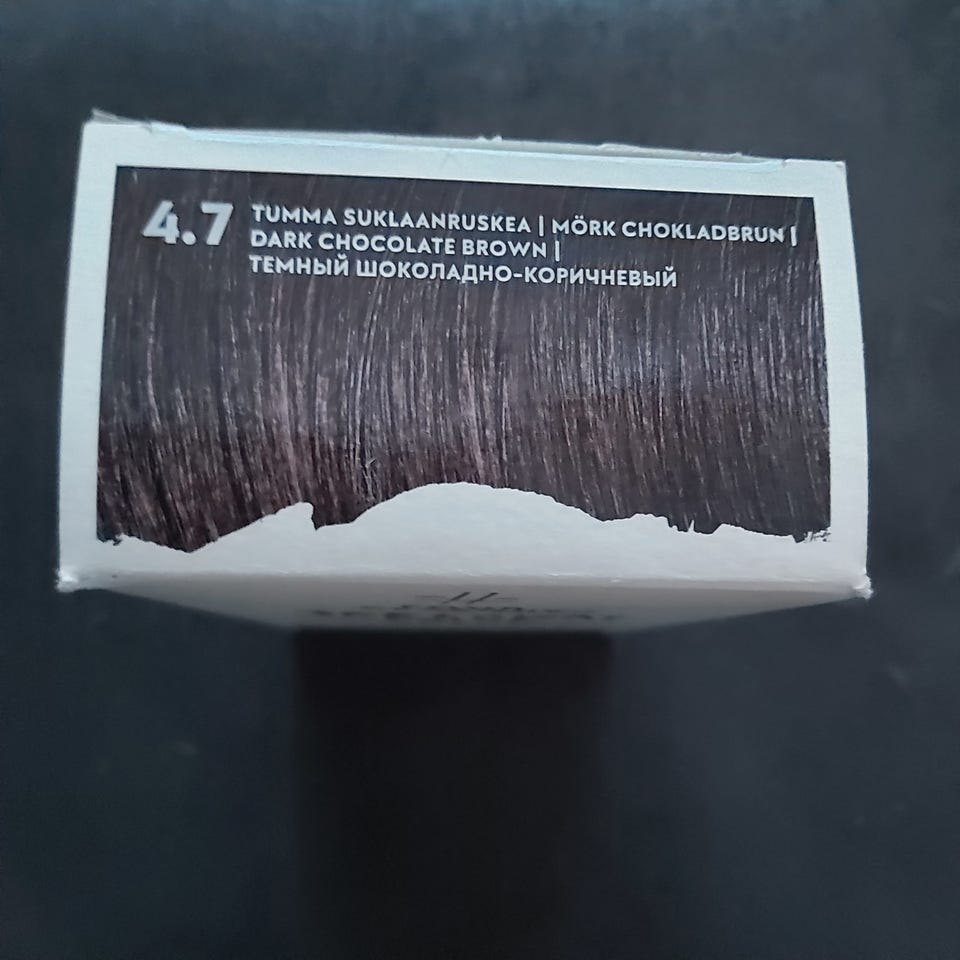 4.7 TUMMA SUKLAANRUSKEA | MÖRK CHOKLADBRUN |
DARK CHOCOLATE BROWN |
ТЕМНЫЙ ШОКОЛАДНО-КОРИЧНЕВЫЙ